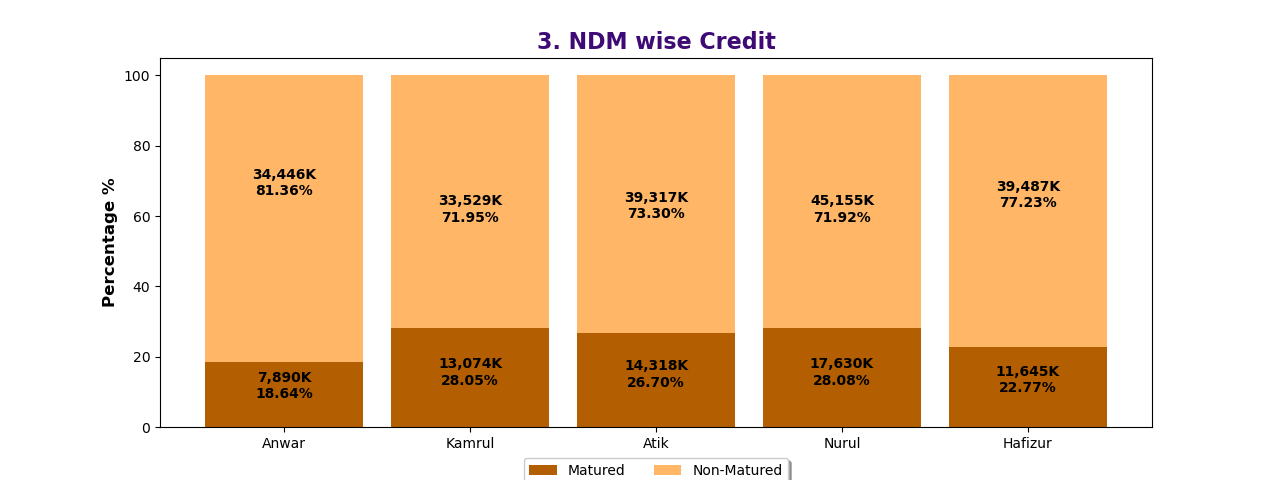 3. NDM wise Credit
Percentage %
100
80
60
40
20
0
34,446K
81.36%
33,529K
71.95%
39,317K
73.30%
45,155K
71.92%
39,487K
77.23%
7,890K
18.64%
13,074K
28.05%
14,318K
26.70%
17,630K
28.08%
11,645K
22.77%
Anwar
Kamrul
Atik
Nurul
Hafizur
Matured
Non-Matured